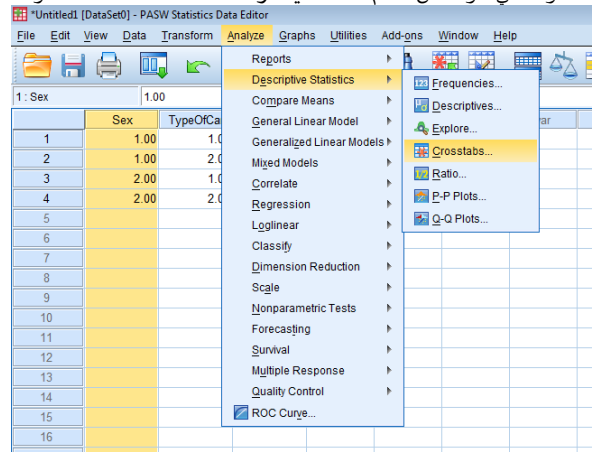 *Untitled1 [DataSet0] - PASW Statistics Data Editor
File Edit View Data Transform Analyze Graphs Utilities Add-ons Window Help
1 : Sex 1.00
Sex TypeOfCa var
1 1.00 1.0
2 1.00 2.0
3 2.00 1.0
4 2.00 2.0
5
6
7
8
9
10
11
12
13
14
15
16
Reports
Descriptive Statistics
Compare Means
General Linear Model
Generalized Linear Models
Mixed Models
Correlate
Regression
Loglinear
Classify
Dimension Reduction
Scale
Nonparametric Tests
Forecasting
Survival
Multiple Response
Quality Control
ROC Curve...
123 Frequencies...
Descriptives...
Explore...
Crosstabs...
1/2 Ratio...
P-P Plots...
Q-Q Plots...